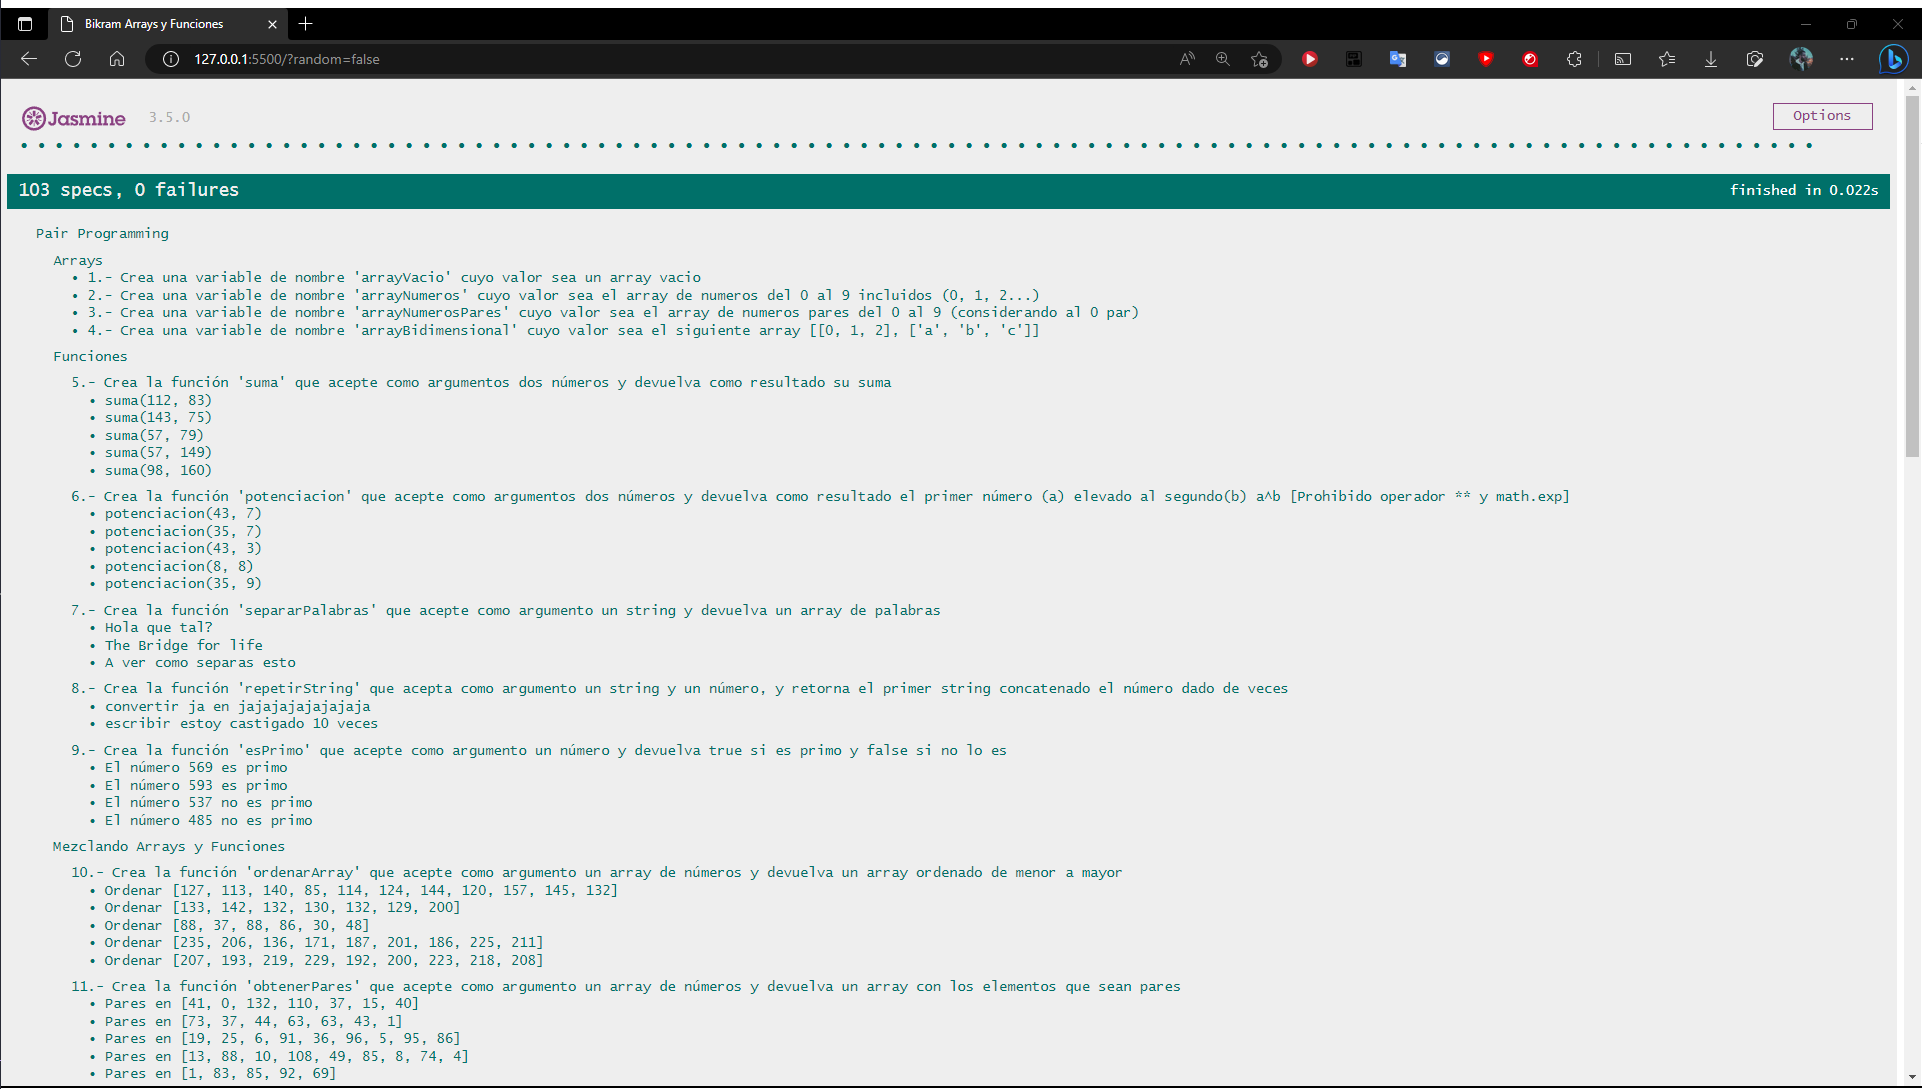 Bikram Arrays y Funciones
127.0.0.1:5500/?random=false
Jasmine 3.5.0
Options
103 specs, 0 failures
finished in 0.022s
Pair Programming
Arrays
• 1.- Crea una variable de nombre 'arrayVacio' cuyo valor sea un array vacio
• 2.- Crea una variable de nombre 'arrayNumeros' cuyo valor sea el array de numeros del 0 al 9 incluidos (0, 1, 2...)
• 3.- Crea una variable de nombre 'arrayNumerosPares' cuyo valor sea el array de numeros pares del 0 al 9 (considerando al 0 par)
• 4.- Crea una variable de nombre 'arrayBidimensional' cuyo valor sea el siguiente array [[0, 1, 2], ['a', 'b', 'c']]
Funciones
5.- Crea la función 'suma' que acepte como argumentos dos números y devuelva como resultado su suma
• suma(112, 83)
• suma(143, 75)
• suma(57, 79)
• suma(57, 149)
• suma(98, 160)
6.- Crea la función 'potenciacion' que acepte como argumentos dos números y devuelva como resultado el primer número (a) elevado al segundo(b) a^b [Prohibido operador ** y math.exp]
• potenciacion(43, 7)
• potenciacion(35, 7)
• potenciacion(43, 3)
• potenciacion(8, 8)
• potenciacion(35, 9)
7.- Crea la función 'separarPalabras' que acepte como argumento un string y devuelva un array de palabras
• Hola que tal?
• The Bridge for life
• A ver como separas esto
8.- Crea la función 'repetirString' que acepta como argumento un string y un número, y retorna el primer string concatenado el número dado de veces
• convertir ja en jajajajajajajaja
• escribir estoy castigado 10 veces
9.- Crea la función 'esPrimo' que acepte como argumento un número y devuelva true si es primo y false si no lo es
• El número 569 es primo
• El número 593 es primo
• El número 537 no es primo
• El número 485 no es primo
Mezclando Arrays y Funciones
10.- Crea la función 'ordenarArray' que acepte como argumento un array de números y devuelva un array ordenado de menor a mayor
• Ordenar [127, 113, 140, 85, 114, 124, 144, 120, 157, 145, 132]
• Ordenar [133, 142, 132, 130, 132, 129, 200]
• Ordenar [88, 37, 88, 86, 30, 48]
• Ordenar [235, 206, 136, 171, 187, 201, 186, 225, 211]
• Ordenar [207, 193, 219, 229, 192, 200, 223, 218, 208]
11.- Crea la función 'obtenerPares' que acepte como argumento un array de números y devuelva un array con los elementos que sean pares
• Pares en [41, 0, 132, 110, 37, 15, 40]
• Pares en [73, 37, 44, 63, 63, 43, 1]
• Pares en [19, 25, 6, 91, 36, 96, 5, 95, 86]
• Pares en [13, 88, 10, 108, 49, 85, 8, 74, 4]
• Pares en [1, 83, 85, 92, 69]